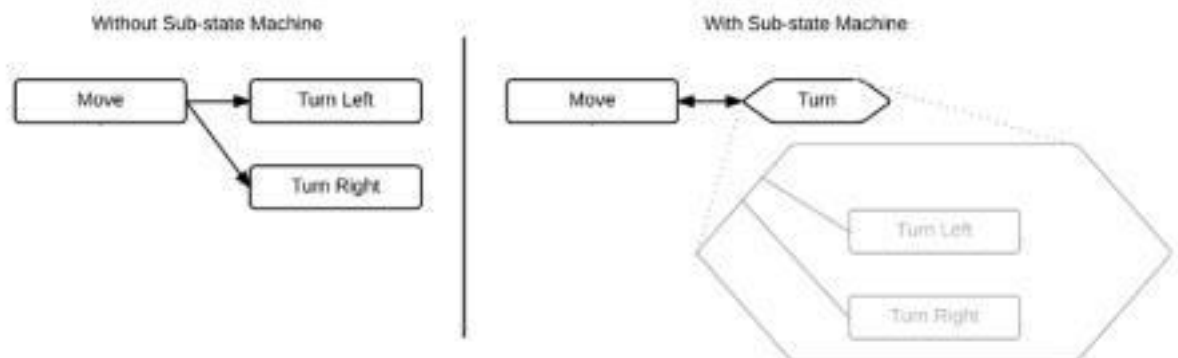 Without Sub-state Machine
Move
Turn Left
Turn Right
With Sub-state Machine
Move
Turn
Turn Left
Turn Right